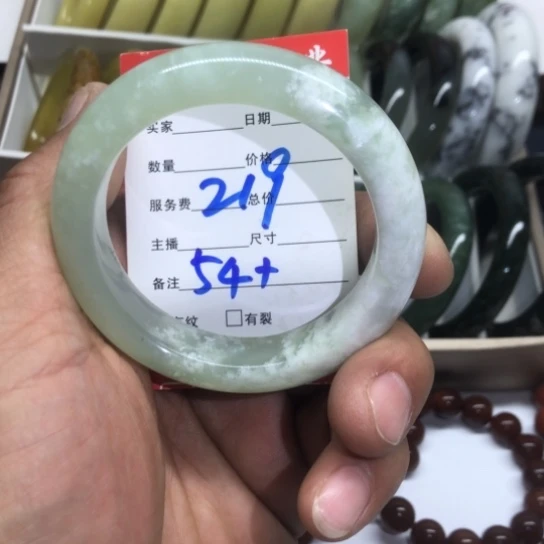 买家 日期
数量 价格
服务费 219 总价
主播 尺寸
备注 54+
纹 □有裂